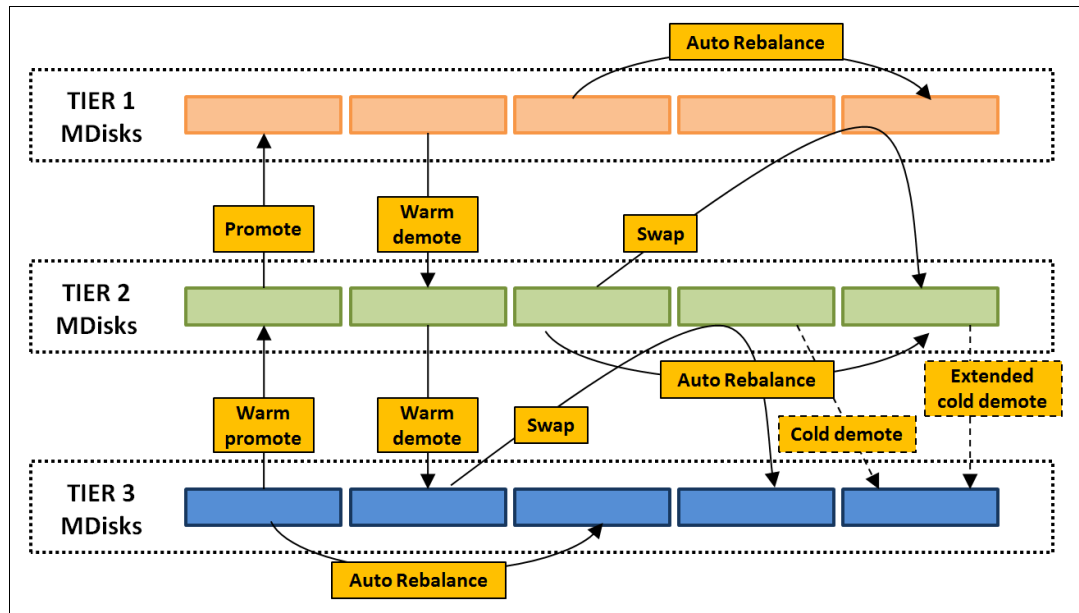 Auto Rebalance
TIER 1
MDisks
Promote
Warm
demote
Swap
TIER 2
MDisks
Auto Rebalance
Extended
cold demote
Warm
promote
Warm
demote
Swap
Cold demote
TIER 3
MDisks
Auto Rebalance